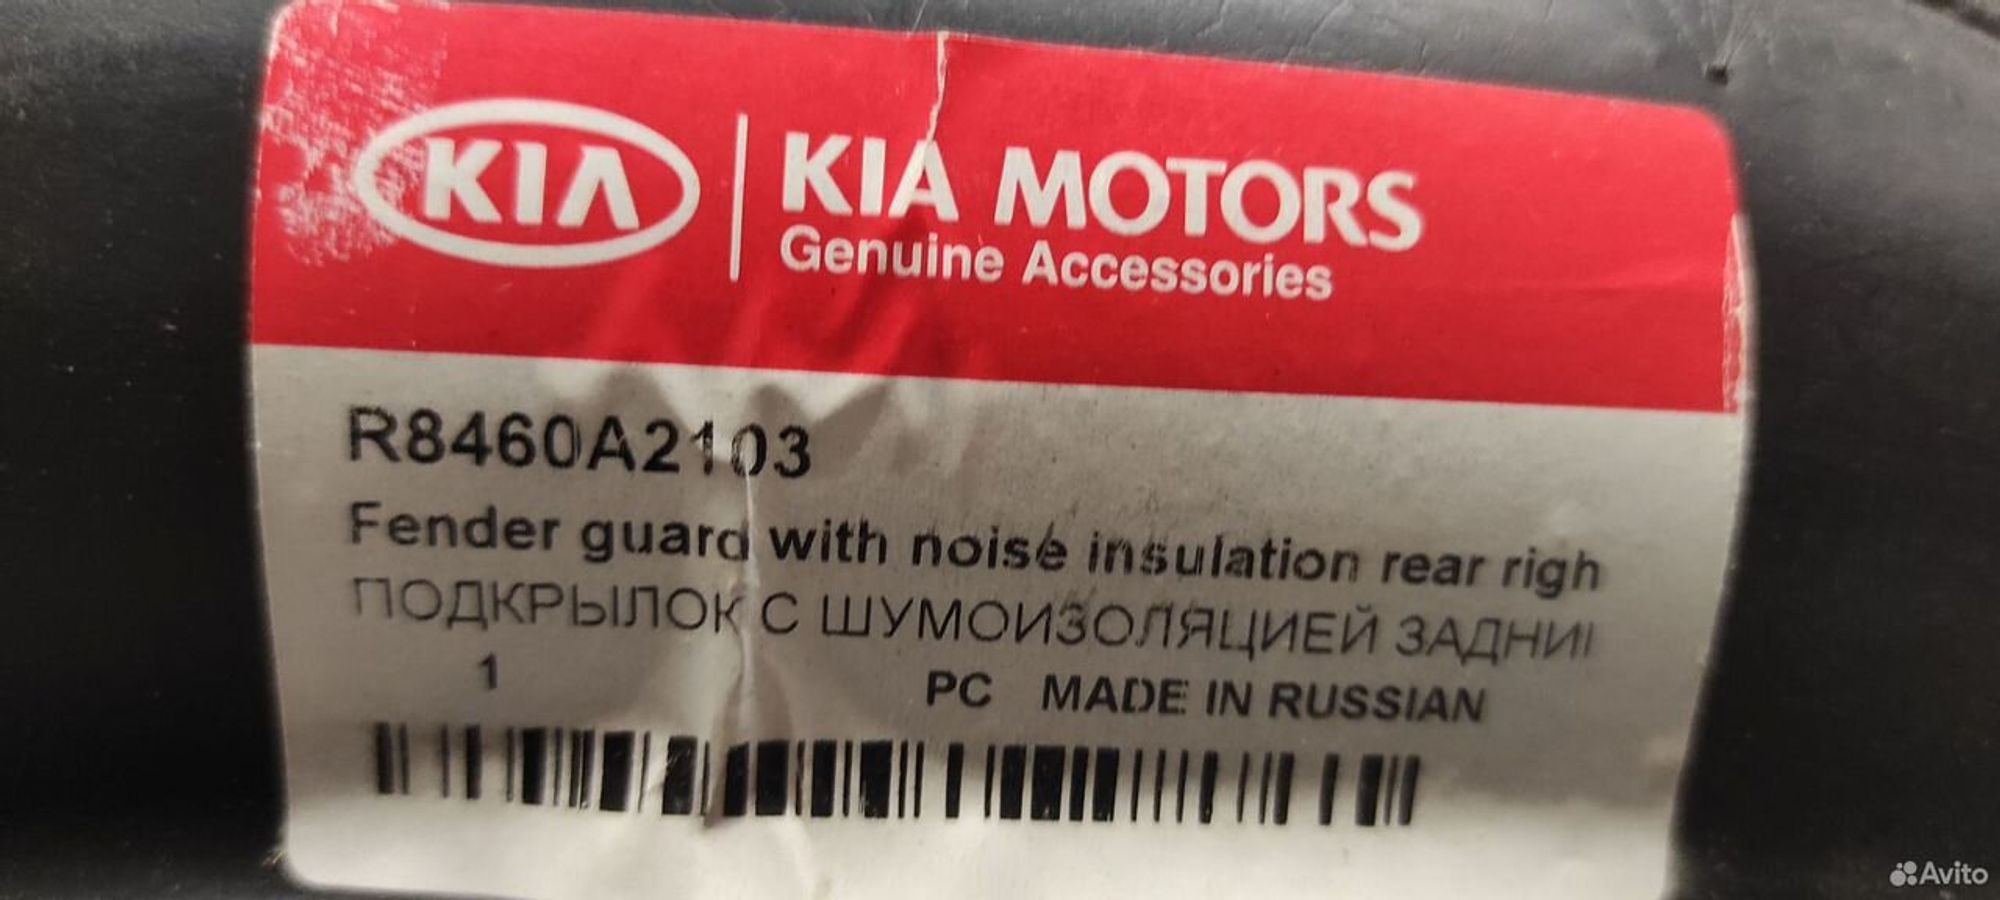 KIA
KIA MOTORS
Genuine Accessories
R8460A2103
Fender guard with noise insulation rear righ
ПОДКРЫЛОК С ШУМОИЗОЛЯЦИЕЙ ЗАДНИ
1 PC MADE IN RUSSIAN
Avito